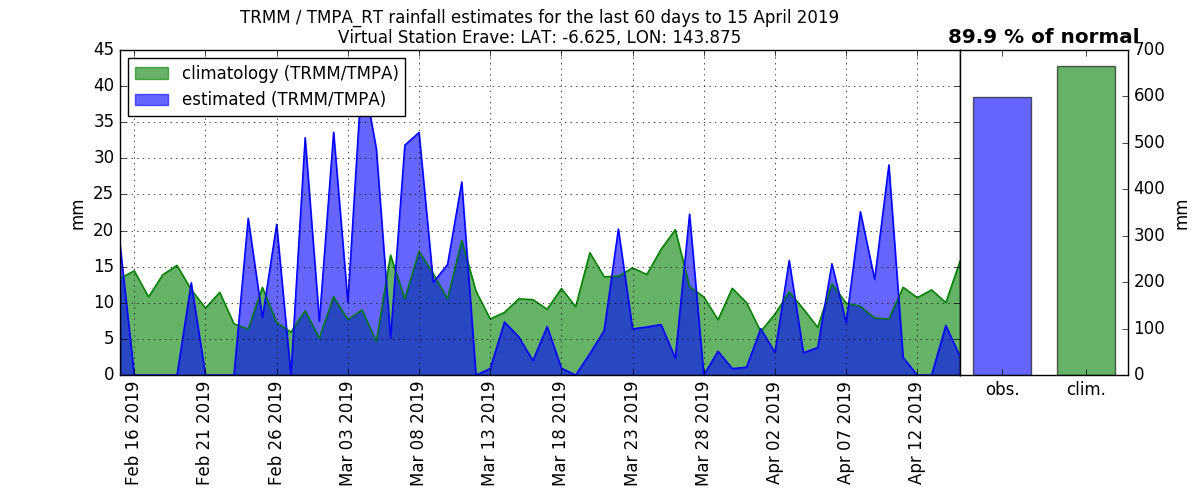 TRMM / TMPA_RT rainfall estimates for the last 60 days to 15 April 2019
Virtual Station Erave: LAT: -6.625, LON: 143.875
89.9 % of normal
climatology (TRMM/TMPA)
estimated (TRMM/TMPA)
45
40
35
30
25
20
15
10
5
0
mm
Feb 16 2019
Feb 21 2019
Feb 26 2019
Mar 03 2019
Mar 08 2019
Mar 13 2019
Mar 18 2019
Mar 23 2019
Mar 28 2019
Apr 02 2019
Apr 07 2019
Apr 12 2019
obs.
clim.
700
600
500
400
300
200
100
0
mm